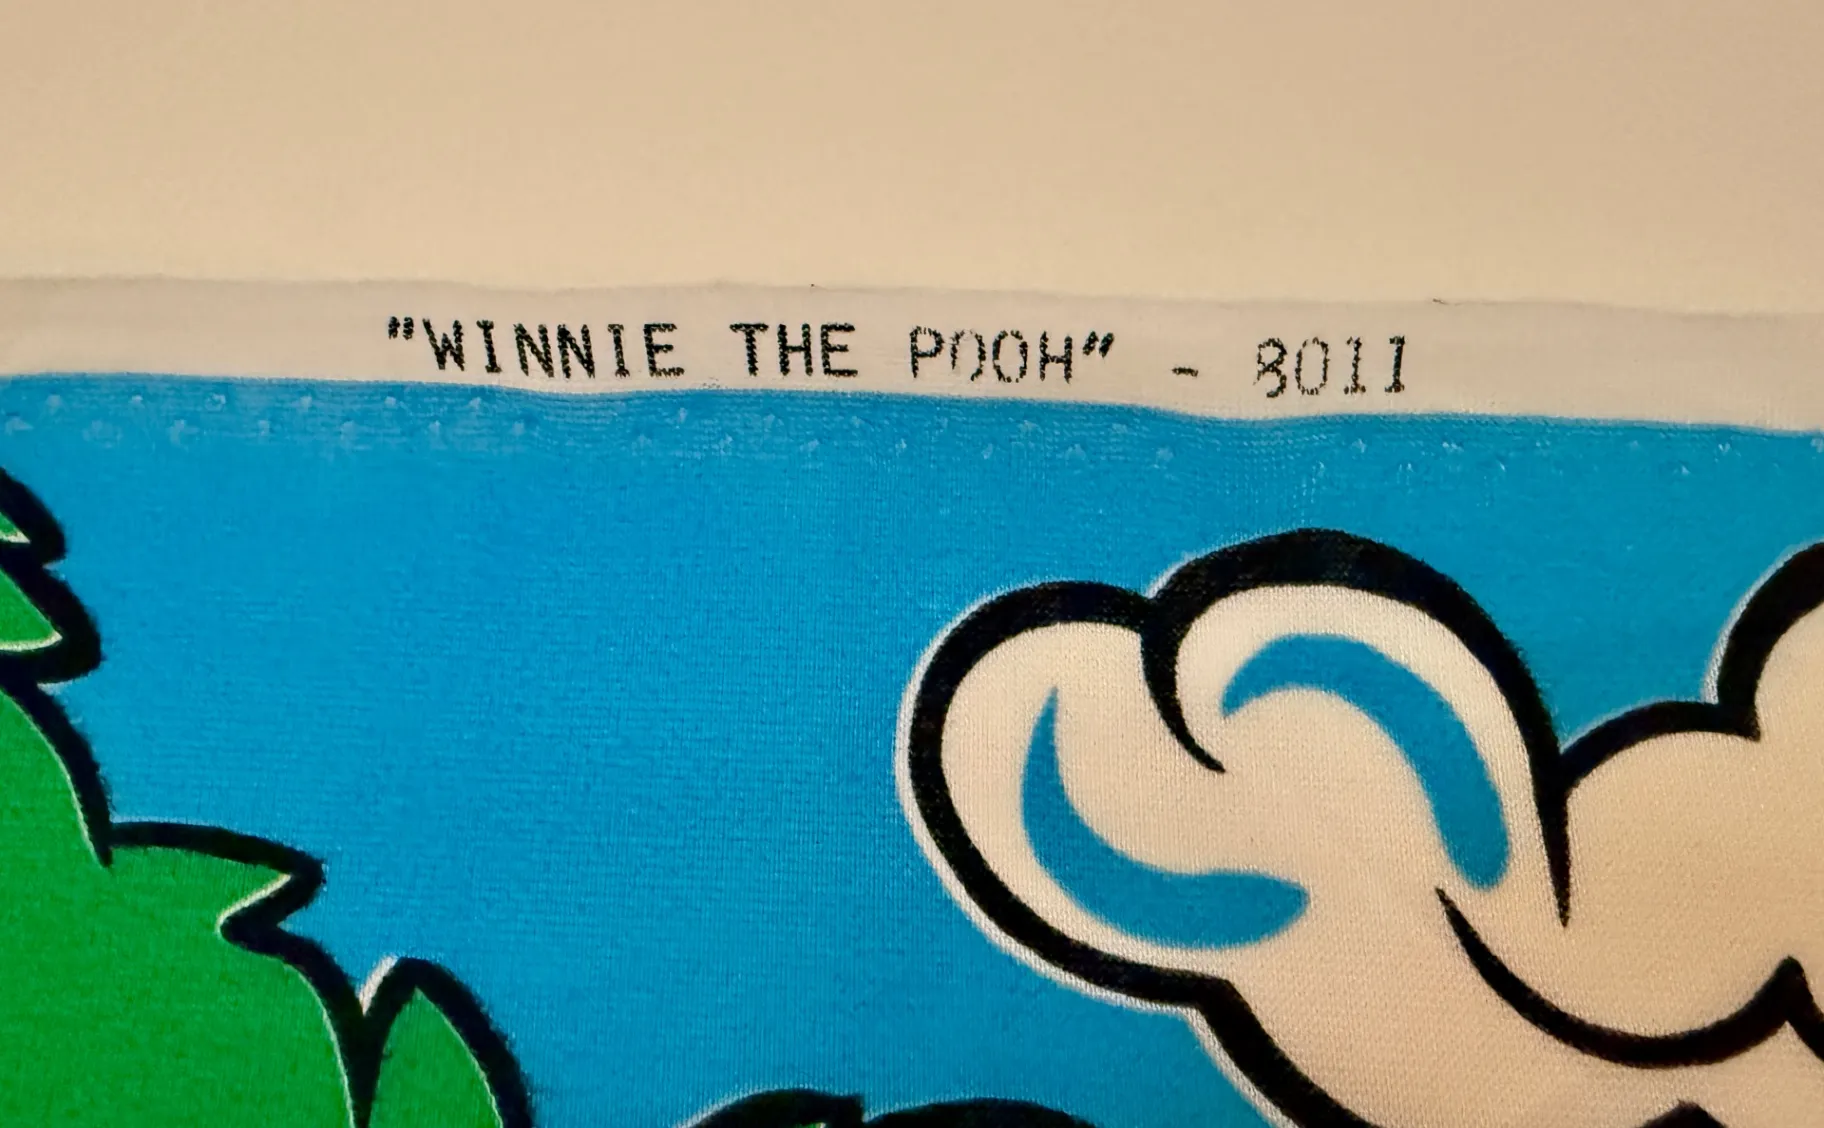 "WINNIE THE POOH" - 8011